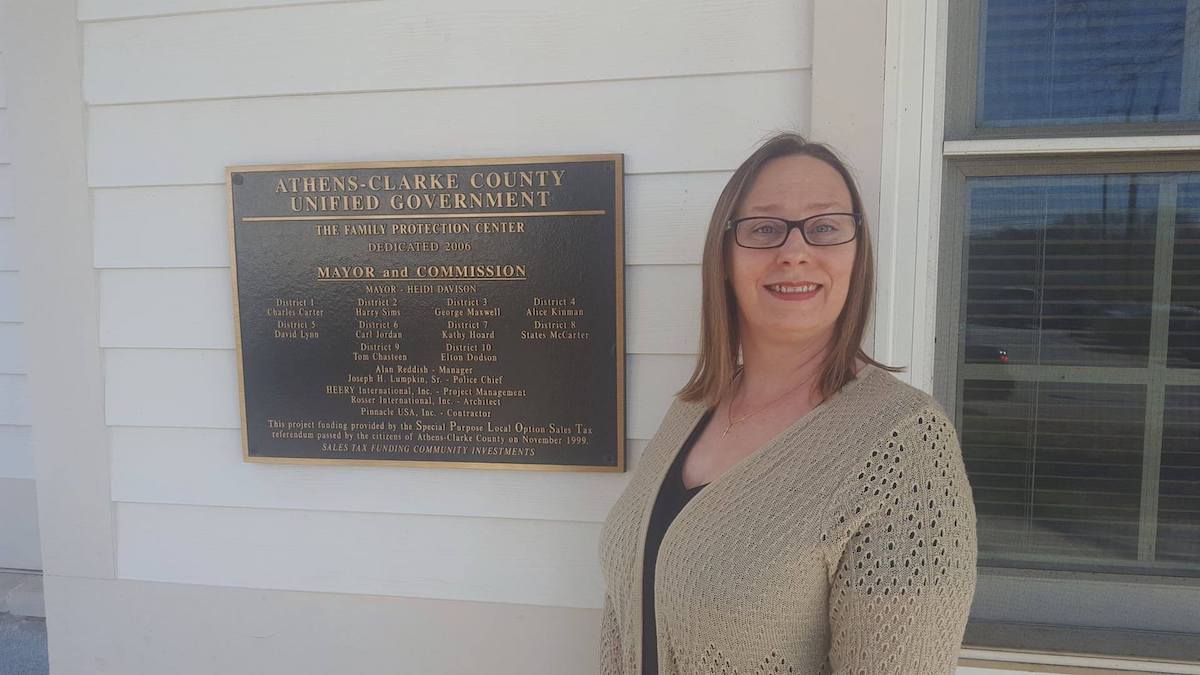 ATHENS-CLARKE COUNTY
UNIFIED GOVERNMENT
THE FAMILY PROTECTION CENTER
DEDICATED 2006
MAYOR and COMMISSION
MAYOR - HEIDI DAVISON
District 1 District 2 District 3 District 4
Charles Carter Harry Sims George Maxwell Alice Kinman
District 5 District 6 District 7 District 8
David Lynn Carl Jordan Kathy Hoard States McCarter
District 9 District 10
Tom Chasteen Elton Dodson
Alan Reddish - Manager
Joseph H. Lumpkin, Sr. - Police Chief
HEERY International, Inc. - Project Management
Rosser International, Inc. - Architect
Pinnacle USA, Inc. - Contractor
This project funding provided by the Special Purpose Local Option Sales Tax
referendum passed by the citizens of Athens-Clarke County on November 1999.
SALES TAX FUNDING COMMUNITY INVESTMENTS